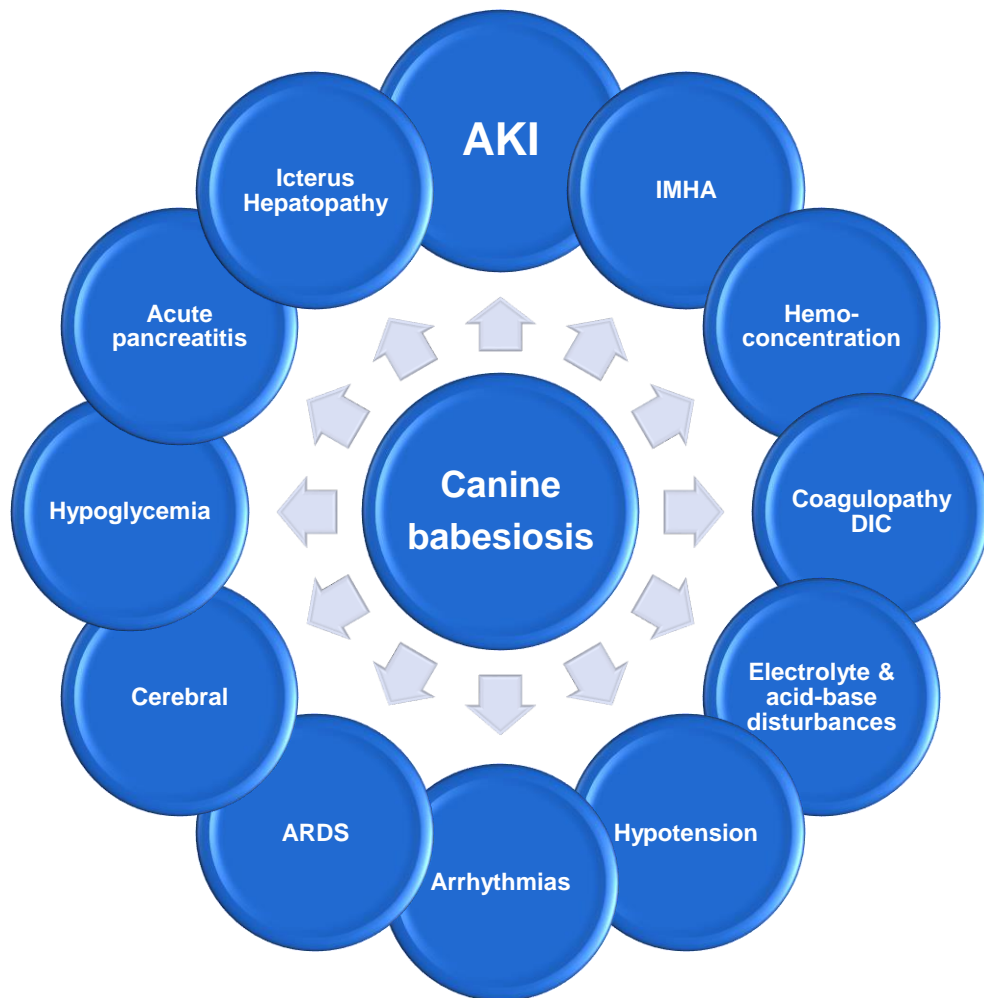 AKI
IMHA
Hemo-
concentration
Coagulopathy
DIC
Electrolyte &
acid-base
disturbances
Hypotension
Arrhythmias
ARDS
Cerebral
Hypoglycemia
Acute
pancreatitis
Icterus
Hepatopathy
Canine
babesiosis